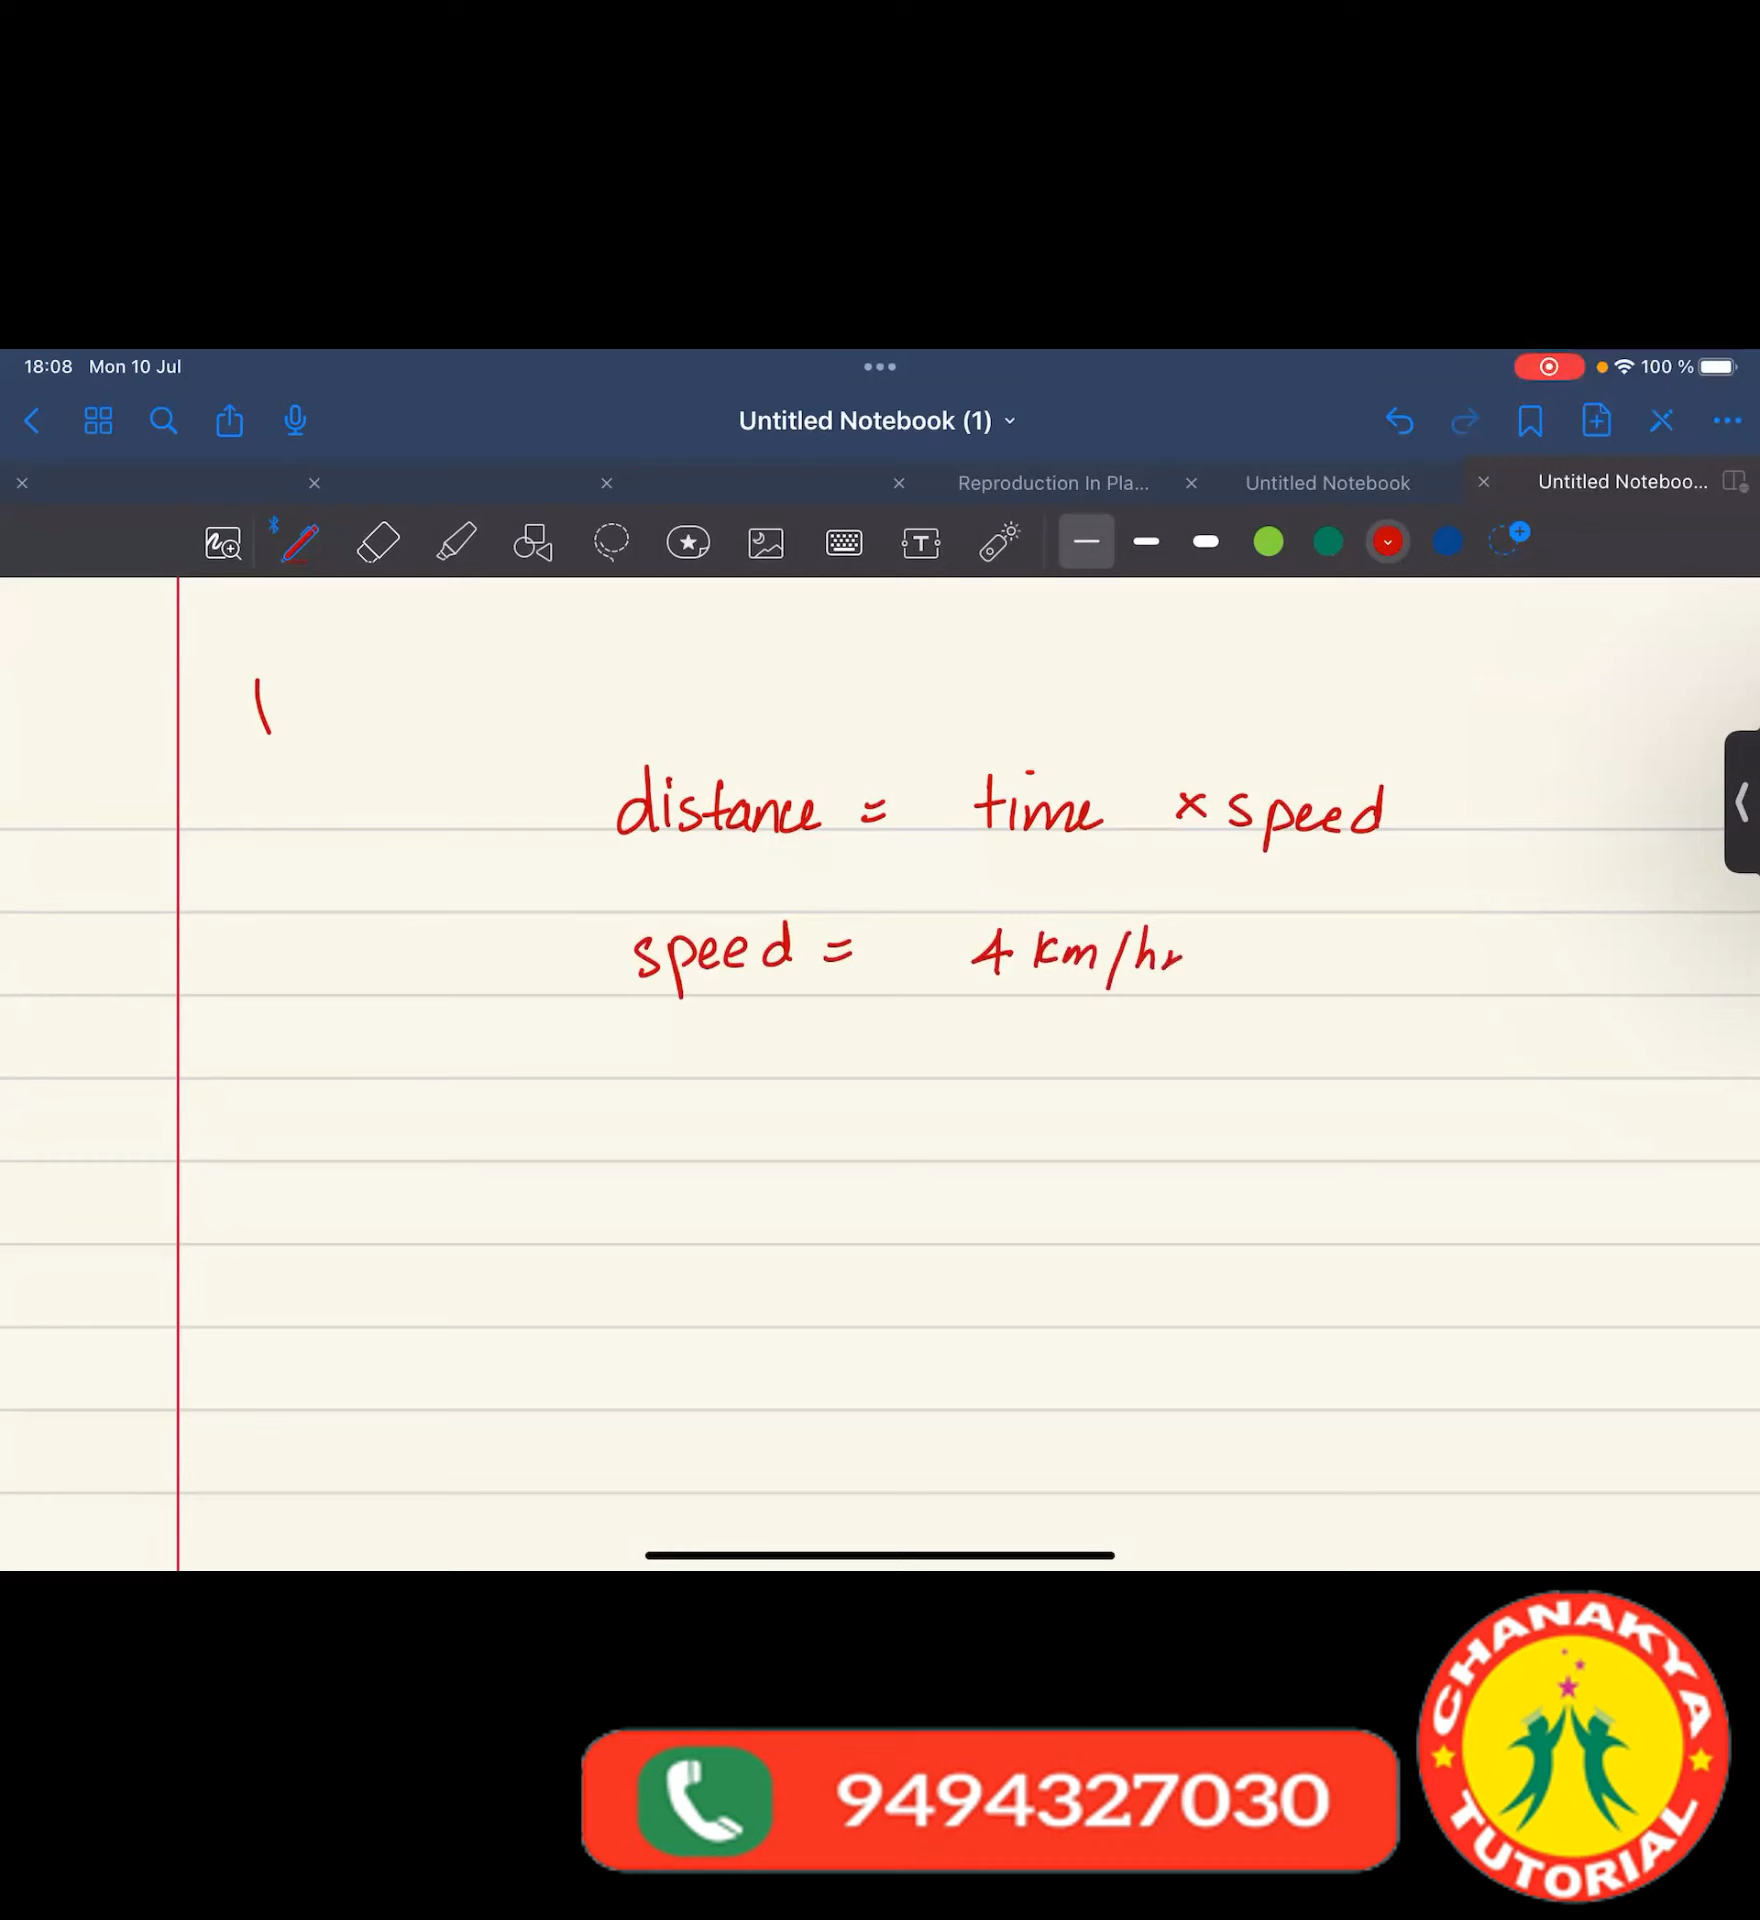 18:08 Mon 10 Jul
100 %
Untitled Notebook (1)
Reproduction In Pla...
Untitled Notebook
Untitled Noteboo...
T
distance = time × speed
speed = 4 km/hr
9494327030
CHANAKYA
TUTORIAL